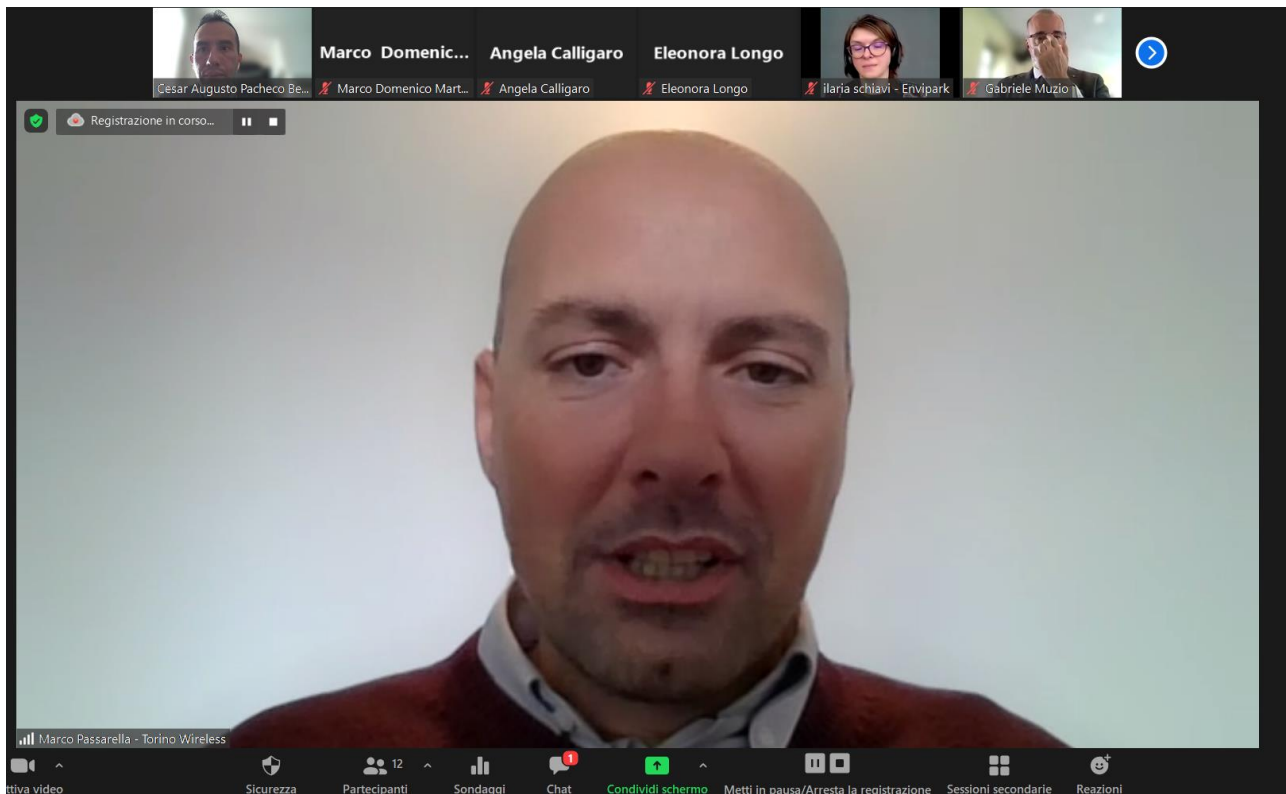 Marco Domenic...
Angela Calligaro
Eleonora Longo
Cesar Augusto Pacheco Be...
Marco Domenico Mart...
Angela Calligaro
Eleonora Longo
ilaria schiavi - Envipark
Gabriele Muzio
Registrazione in corso...
Marco Passarella - Torino Wireless
12
1
ttiva video
Sicurezza
Partecipanti
Sondaggi
Chat
Condividi schermo
Metti in pausa/Arresta la registrazione
Sessioni secondarie
Reazioni